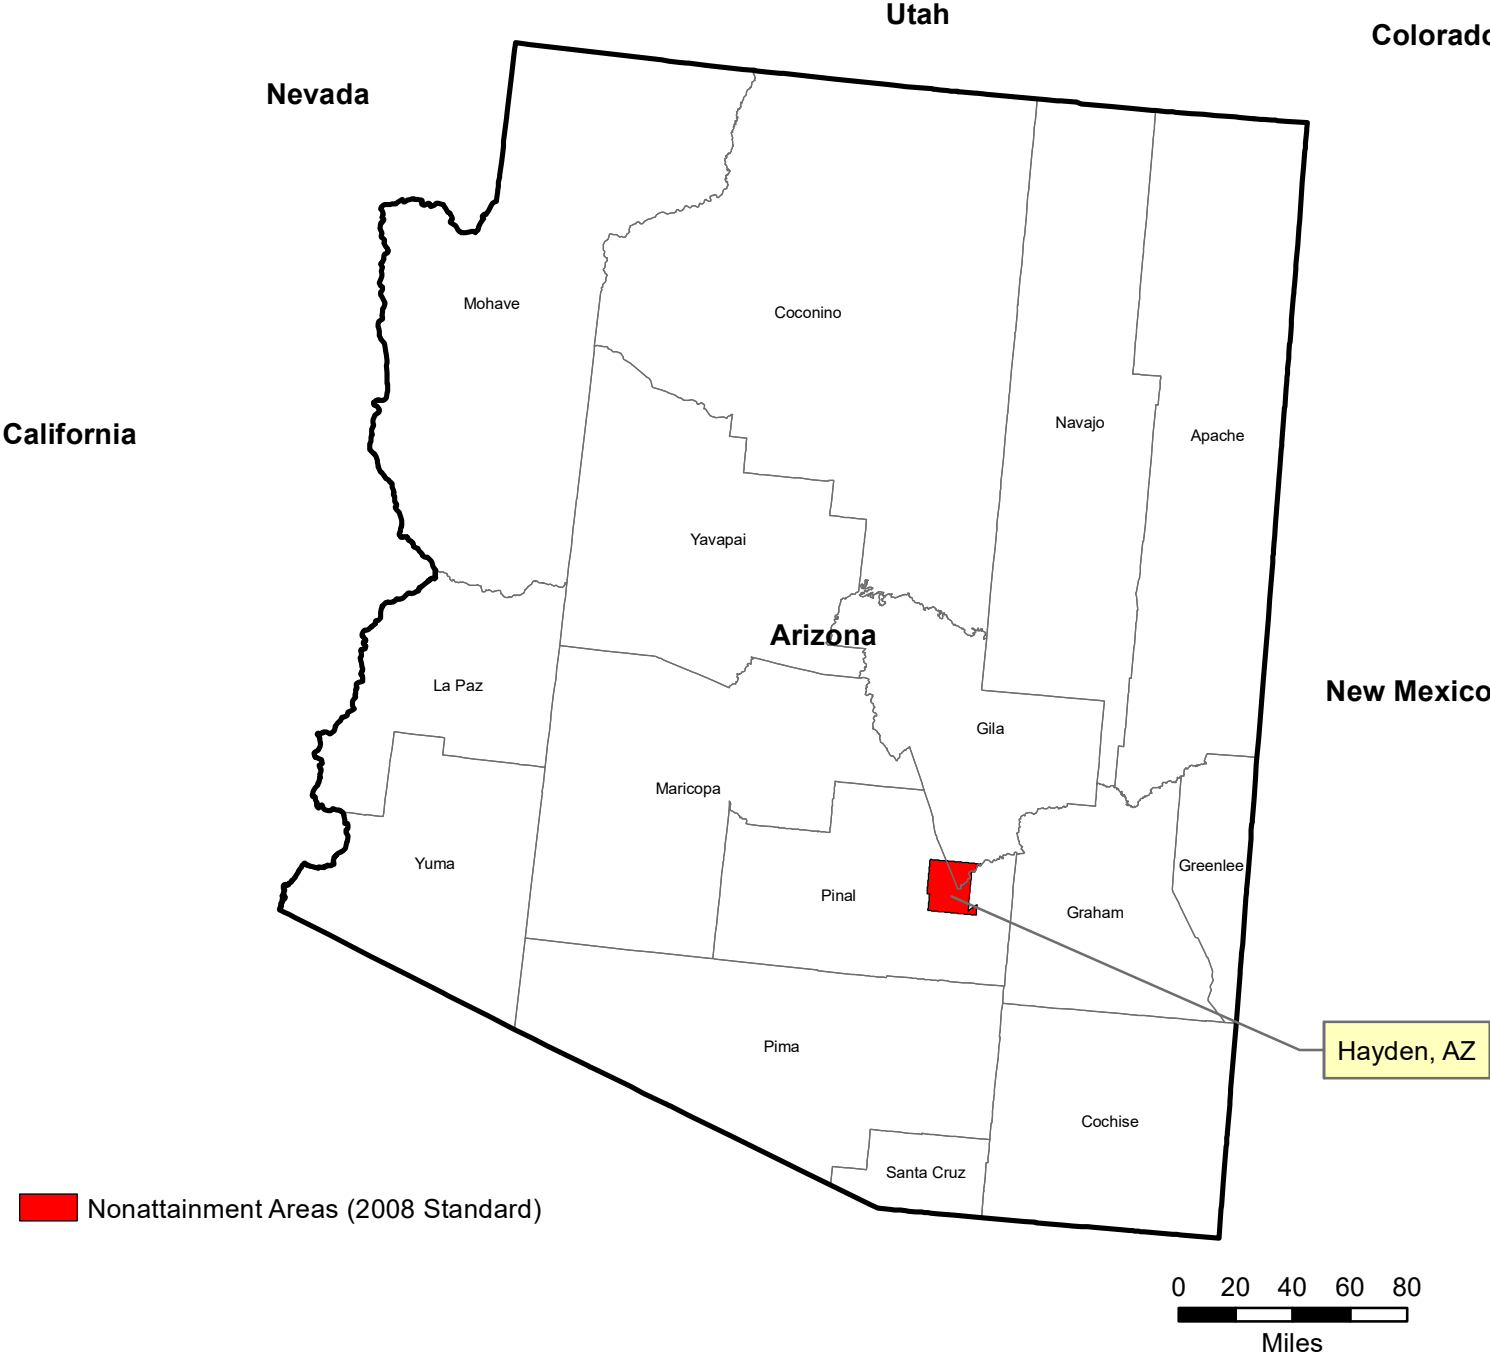 Utah
Colorado
Nevada
Mohave
Coconino
California
Navajo
Apache
Yavapai
Arizona
La Paz
New Mexico
Gila
Maricopa
Yuma
Greenlee
Pinal
Graham
Pima
Hayden, AZ
Cochise
Santa Cruz
Nonattainment Areas (2008 Standard)
0 20 40 60 80
Miles